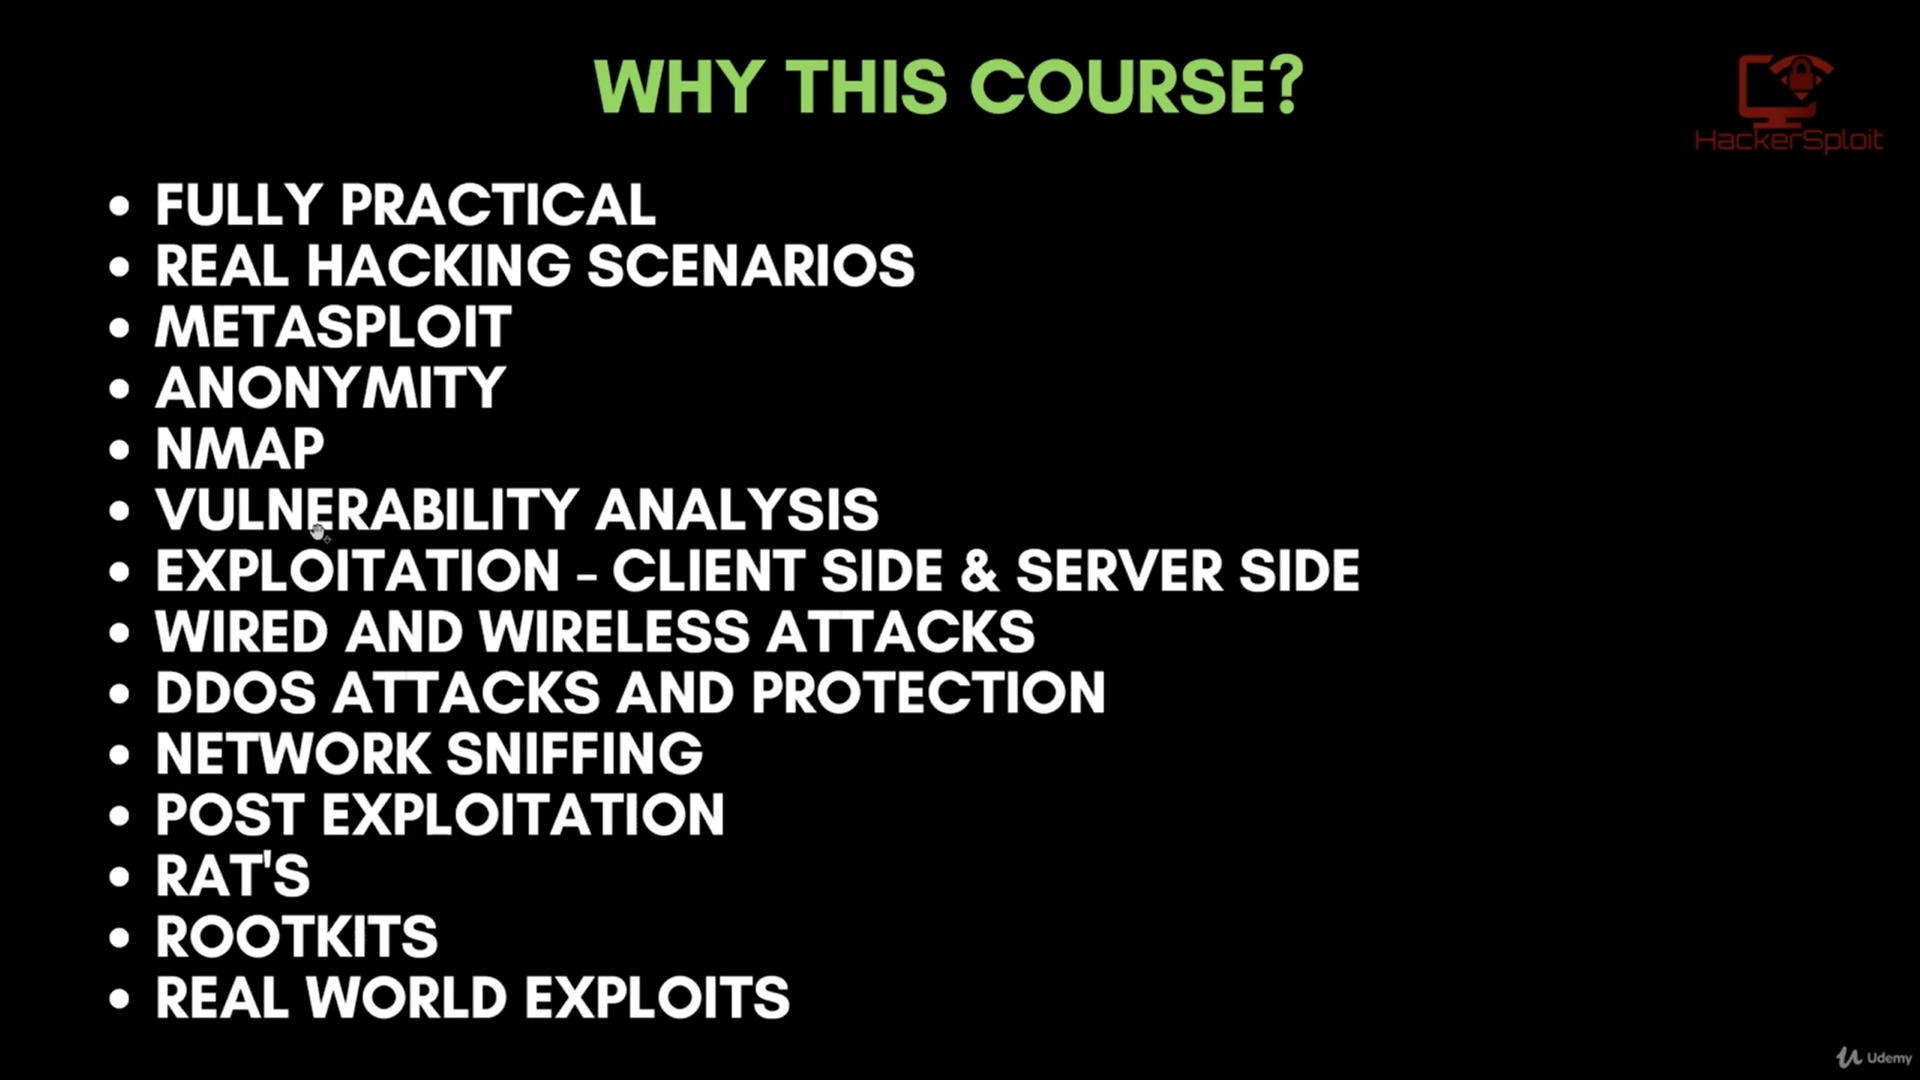 WHY THIS COURSE?
HackerSploit
• FULLY PRACTICAL
• REAL HACKING SCENARIOS
• METASPLOIT
• ANONYMITY
• NMAP
• VULNERABILITY ANALYSIS
• EXPLOITATION - CLIENT SIDE & SERVER SIDE
• WIRED AND WIRELESS ATTACKS
• DDOS ATTACKS AND PROTECTION
• NETWORK SNIFFING
• POST EXPLOITATION
• RAT'S
• ROOTKITS
• REAL WORLD EXPLOITS
Udemy